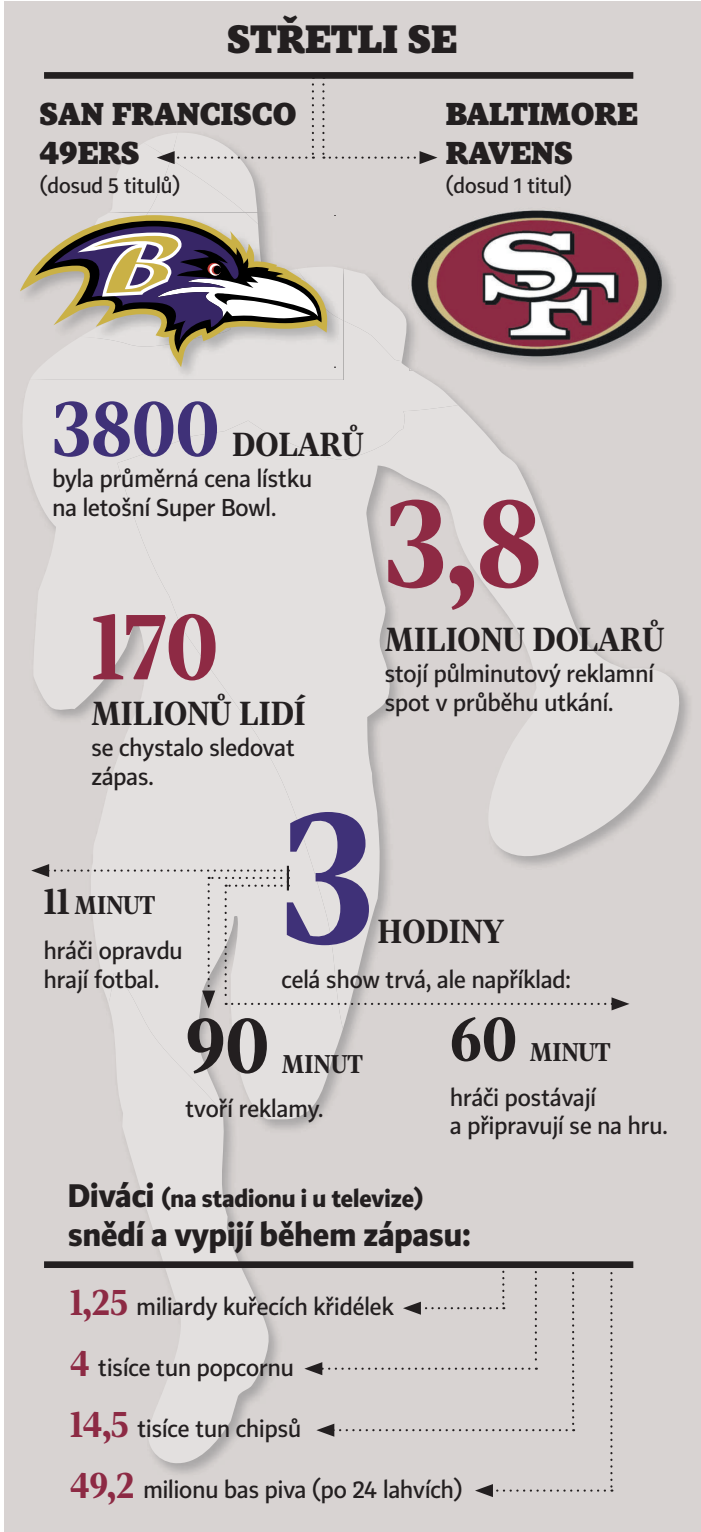 STŘETLI SE
SAN FRANCISCO
49ERS
(dosud 5 titulů)
BALTIMORE
RAVENS
(dosud 1 titul)
B
SF
3800 DOLARŮ
byla průměrná cena lístku
na letošní Super Bowl.
3,8
MILIONU DOLARŮ
stojí půlminutový reklamní
spot v průběhu utkání.
170
MILIONŮ LIDÍ
se chystalo sledovat
zápas.
3 HODINY
celá show trvá, ale například:
11 MINUT
hráči opravdu
hrají fotbal.
90 MINUT
tvoří reklamy.
60 MINUT
hráči postávají
a připravují se na hru.
Diváci (na stadionu i u televize)
snědí a vypijí během zápasu:
1,25 miliardy kuřecích křidélek
4 tisíce tun popcornu
14,5 tisíce tun chipsů
49,2 milionu bas piva (po 24 lahvích)